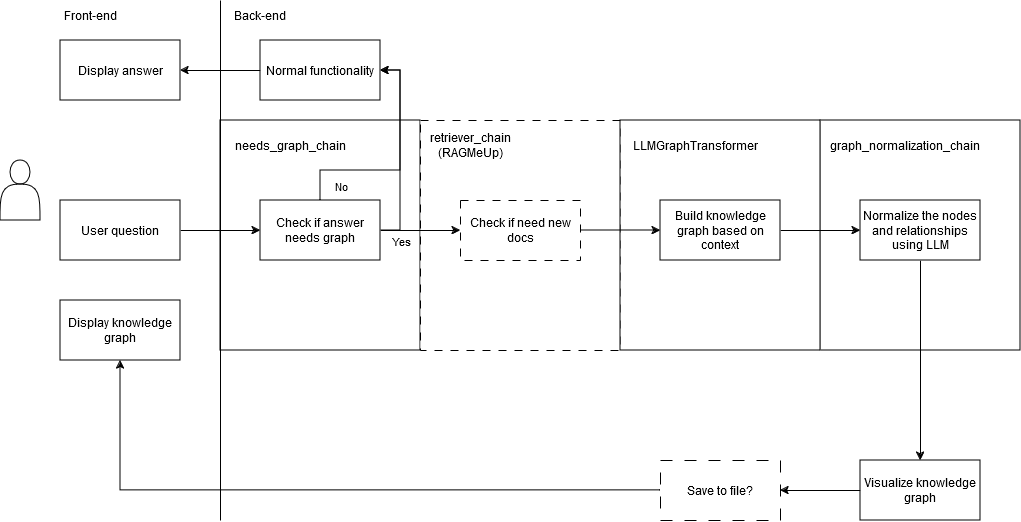 Front-end
Back-end
Display answer
Normal functionality
needs_graph_chain
retriever_chain
(RAGMeUp)
LLMGraphTransformer
graph_normalization_chain
No
User question
Check if answer
needs graph
Yes
Check if need new
docs
Build knowledge
graph based on
context
Normalize the nodes
and relationships
using LLM
Display knowledge
graph
Save to file?
Visualize knowledge
graph